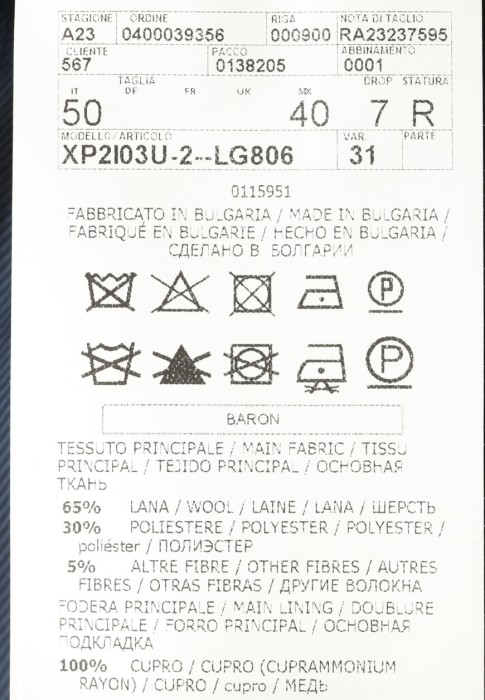 STAGIONE ORDINE RIGA NOTA DI TAGLIO
A23 0400039356 000900 RA23237595
CLIENTE PACCO ABBINAMENTO
567 0138205 0001
TAGLIA DROP STATURA
IT DE FR UK MX
50 40 7 R
MODELLO/ARTICOLO VAR. PARTE
XP2I03U-2--LG806 31
0115951
FABBRICATO IN BULGARIA / MADE IN BULGARIA /
FABRIQUÉ EN BULGARIE / HECHO EN BULGARIA /
СДЕЛАНО В БОЛГАРИИ
P
P
BARON
TESSUTO PRINCIPALE / MAIN FABRIC / TISSU
PRINCIPAL / TEJIDO PRINCIPAL / ОСНОВНАЯ
ТКАНЬ
65% LANA / WOOL / LAINE / LANA / ШЕРСТЬ
30% POLIESTERE / POLYESTER / POLYESTER /
poliéster / ПОЛИЭСТЕР
5% ALTRE FIBRE / OTHER FIBRES / AUTRES
FIBRES / OTRAS FIBRAS / ДРУГИЕ ВОЛОКНА
FODERA PRINCIPALE / MAIN LINING / DOUBLURE
PRINCIPALE / FORRO PRINCIPAL / ОСНОВНАЯ
ПОДКЛАДКА
100% CUPRO / CUPRO (CUPRAMMONIUM
RAYON) / CUPRO / cupro / МЕДЬ